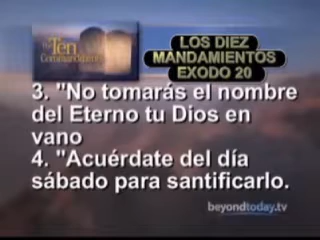 The
Ten
Commandments
LOS DIEZ
MANDAMIENTOS
EXODO 20
3. "No tomarás el nombre
del Eterno tu Dios en
vano
4. "Acuérdate del día
sábado para santificarlo.
beyondtoday.tv